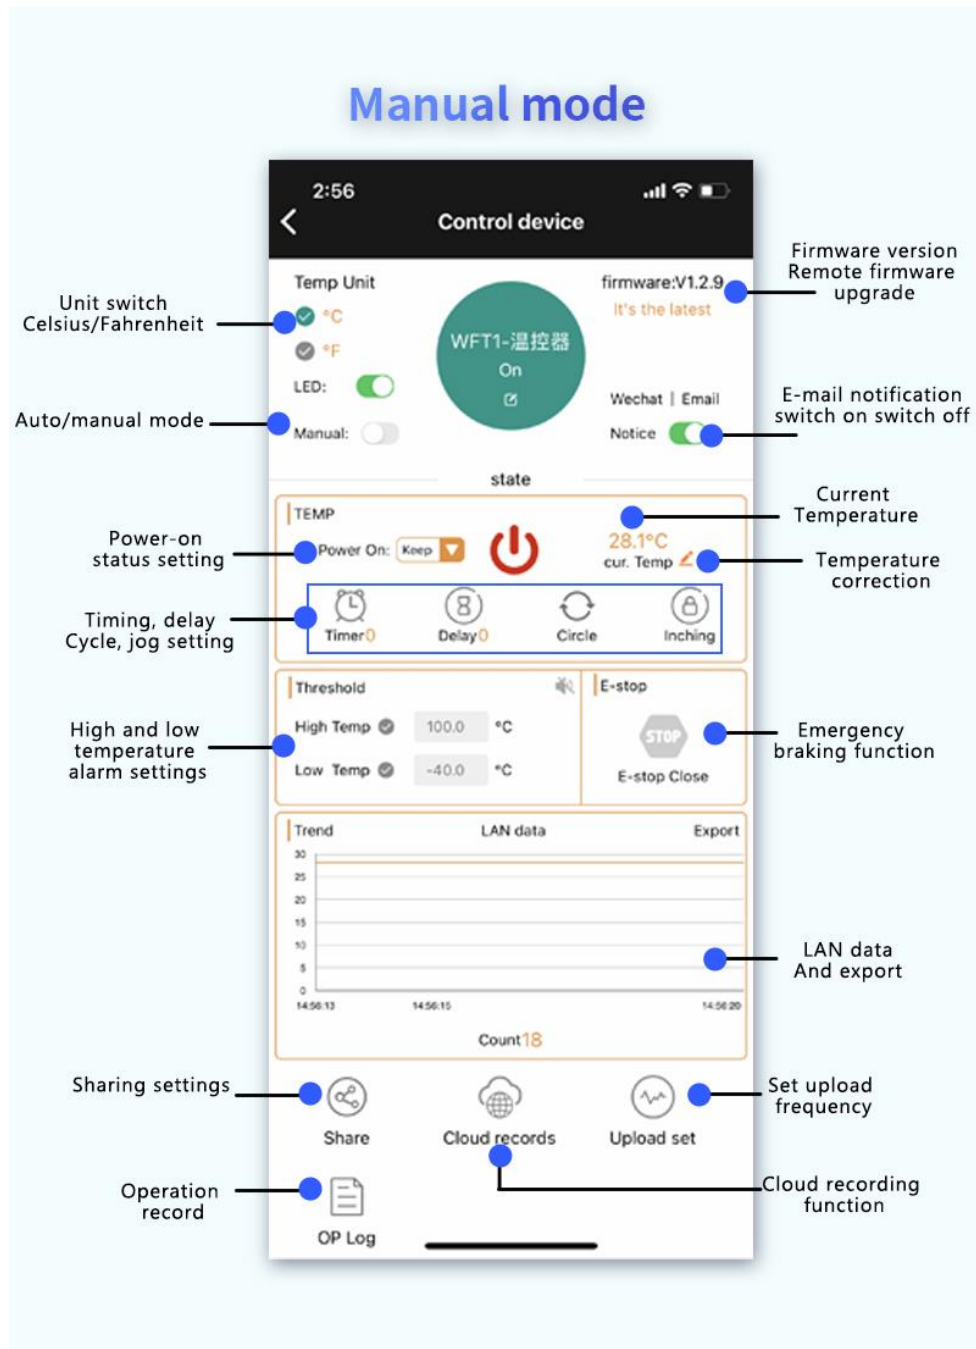 Manual mode
2:56
Control device
Temp Unit
°C
°F
LED:
Manual:
WFT1-温控器
On
firmware:V1.2.9
It's the latest
Wechat | Email
Notice
Unit switch
Celsius/Fahrenheit
Auto/manual mode
Firmware version
Remote firmware
upgrade
E-mail notification
switch on switch off
state
TEMP
Power On: Keep
28.1°C
cur. Temp
Timer0
Delay0
Circle
Inching
Power-on
status setting
Timing, delay
Cycle, jog setting
Current
Temperature
Temperature
correction
Threshold
High Temp 100.0 °C
Low Temp -40.0 °C
E-stop
STOP
E-stop Close
High and low
temperature
alarm settings
Emergency
braking function
Trend
LAN data
Export
30
25
20
15
10
5
0
14:56:13
14:56:15
14:56:20
Count18
LAN data
And export
Sharing settings
Share
Cloud records
Upload set
Set upload
frequency
Operation
record
OP Log
Cloud recording
function